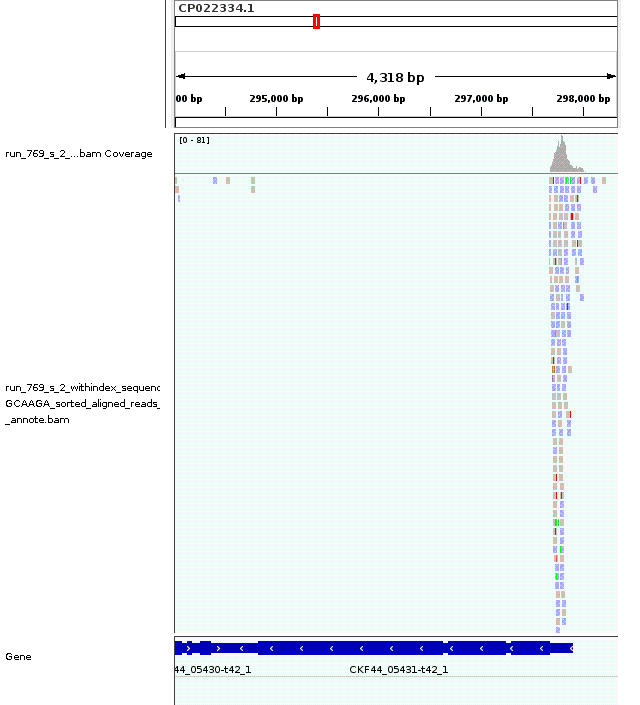 CP022334.1
4,318 bp
00 bp 295,000 bp 296,000 bp 297,000 bp 298,000 bp
run_769_s_2_...bam Coverage
[0 - 81]
run_769_s_2_withindex_sequenc
GCAAGA_sorted_aligned_reads_
_annote.bam
Gene
44_05430-t42_1 CKF44_05431-t42_1